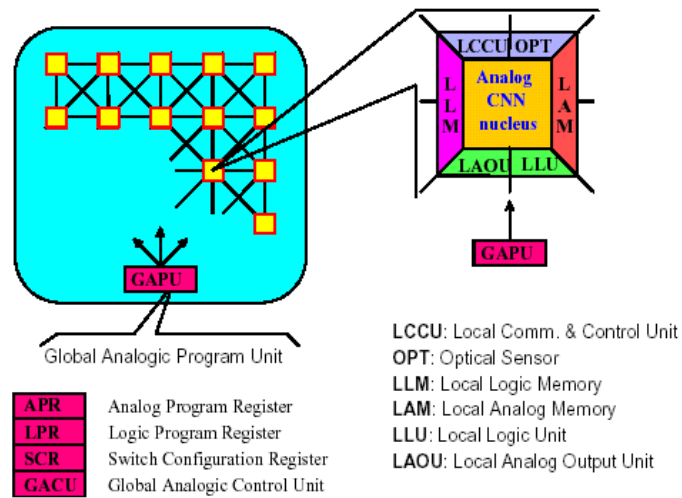 LCCU OPT
LLM
Analog
CNN
nucleus
LAM
LAOU LLU
GAPU
GAPU
Global Analogic Program Unit
APR Analog Program Register
LPR Logic Program Register
SCR Switch Configuration Register
GACU Global Analogic Control Unit
LCCU: Local Comm. & Control Unit
OPT: Optical Sensor
LLM: Local Logic Memory
LAM: Local Analog Memory
LLU: Local Logic Unit
LAOU: Local Analog Output Unit